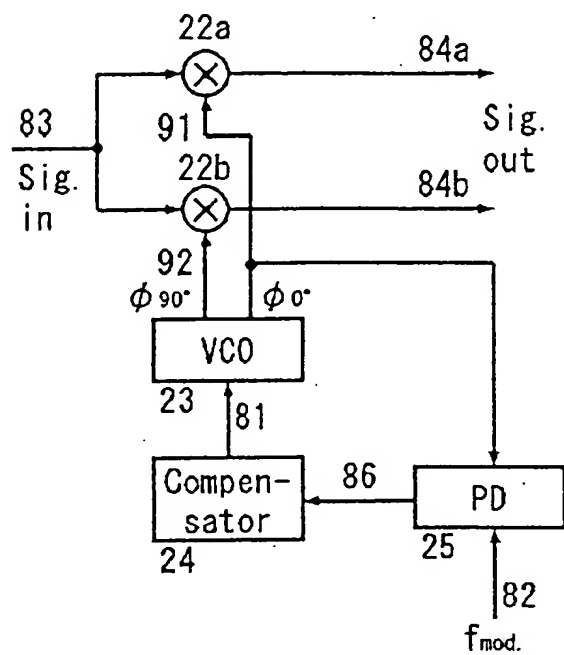 22a
84a
83
91
Sig.
out
Sig.
in
22b
84b
92
ϕ90°
ϕ0°
VCO
23
81
Compen-
sator
24
86
PD
25
82
fmod.